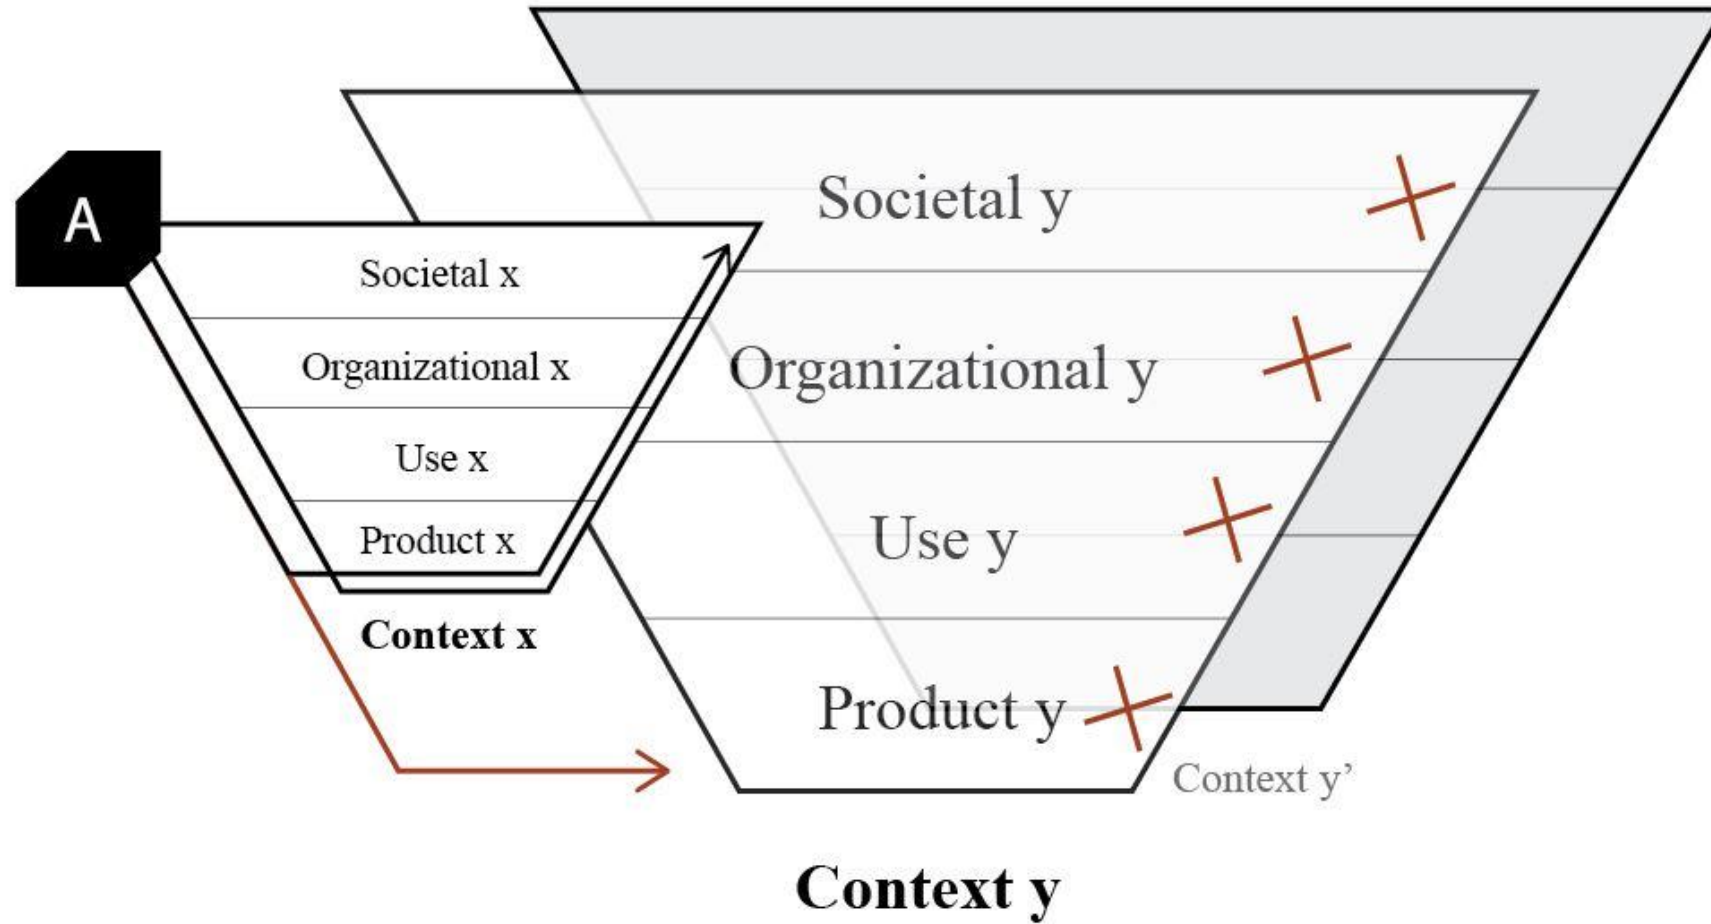 A
Societal x
Organizational x
Use x
Product x
Context x
Societal y
Organizational y
Use y
Product y
Context y’
Context y